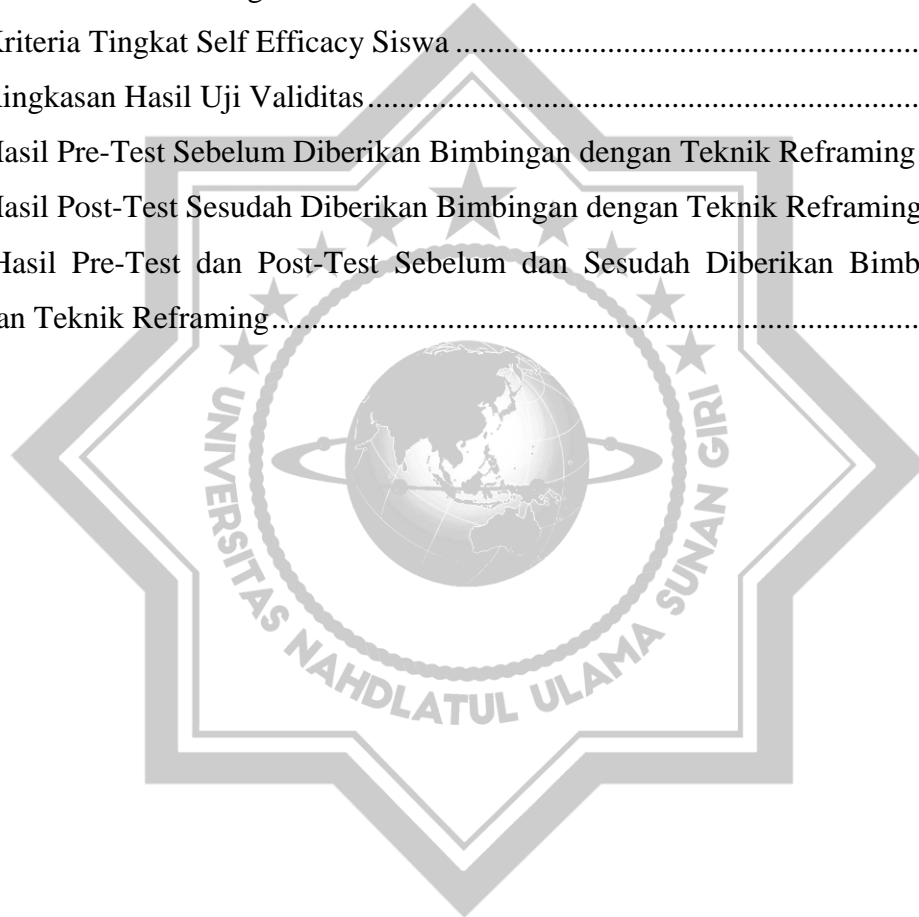 Kriteria Tingkat Self Efficacy Siswa ................................................................
ingkasan Hasil Uji Validitas................................................................................
Hasil Pre-Test Sebelum Diberikan Bimbingan dengan Teknik Reframing
Hasil Post-Test Sesudah Diberikan Bimbingan dengan Teknik Reframing
Hasil Pre-Test dan Post-Test Sebelum dan Sesudah Diberikan Bimb
an Teknik Reframing................................................................................
UNIVERSITAS NAHDLATUL ULAMA SUNAN GIRI